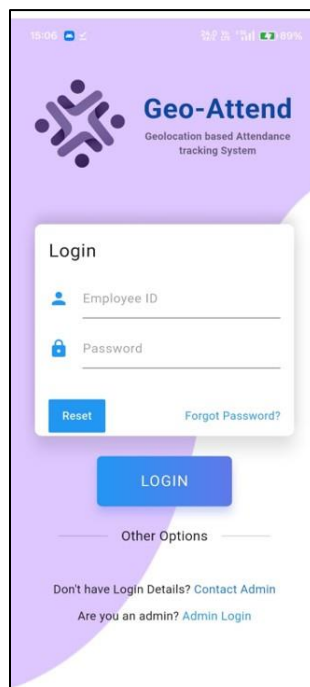 15:06
89%
Geo-Attend
Geolocation based Attendance
tracking System
Login
Employee ID
Password
Reset
Forgot Password?
LOGIN
Other Options
Don't have Login Details? Contact Admin
Are you an admin? Admin Login